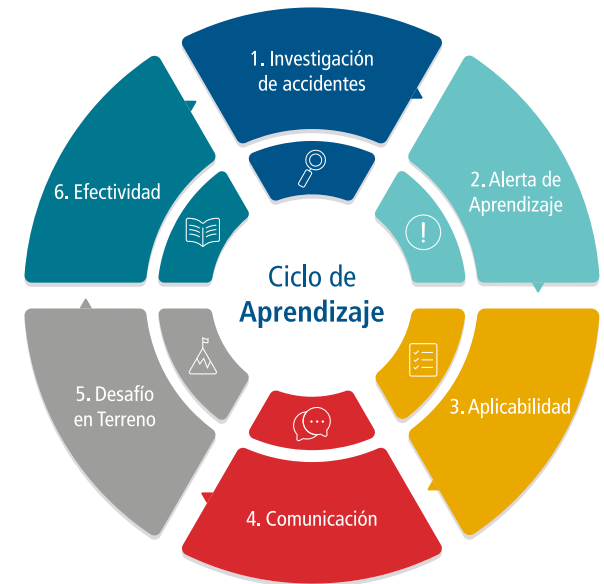 1. Investigación
de accidentes
2. Alerta de
Aprendizaje
3. Aplicabilidad
4. Comunicación
5. Desafío
en Terreno
6. Efectividad
Ciclo de
Aprendizaje